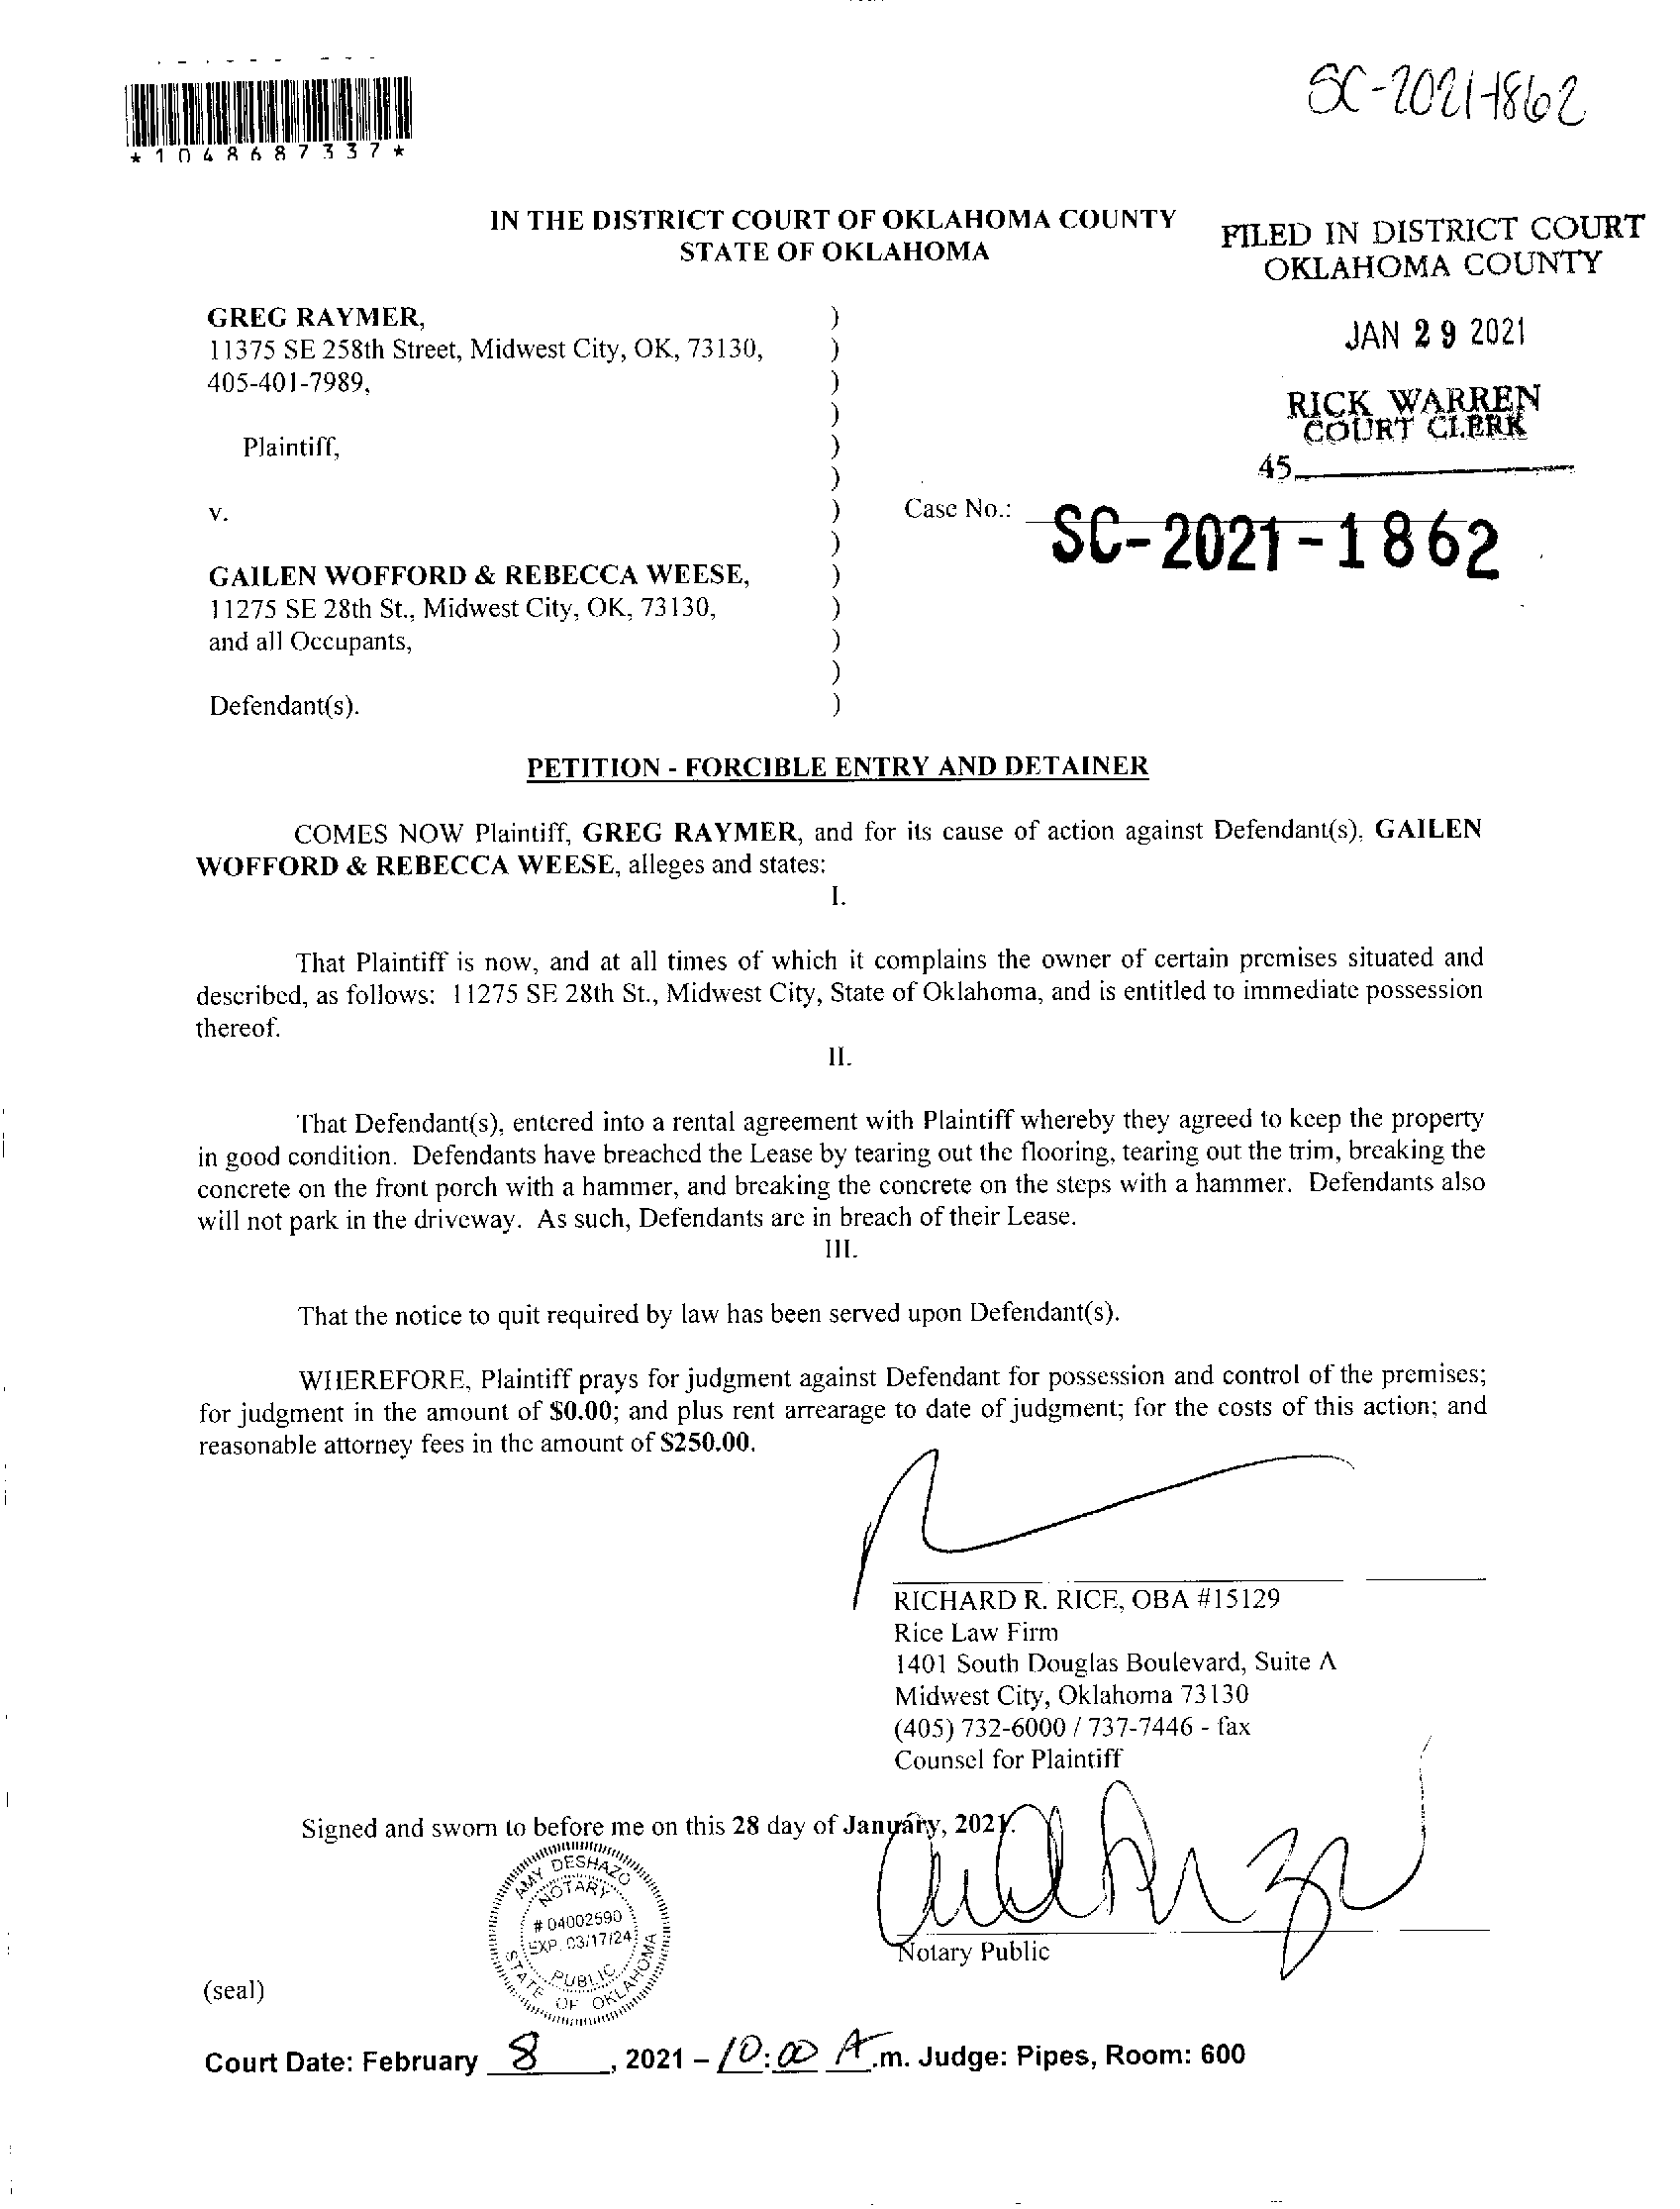 SC-2021-1862
*1048687337*
IN THE DISTRICT COURT OF OKLAHOMA COUNTY
STATE OF OKLAHOMA
FILED IN DISTRICT COURT
OKLAHOMA COUNTY
JAN 29 2021
RICK WARREN
COURT CLERK
45
GREG RAYMER, )
11375 SE 258th Street, Midwest City, OK, 73130, )
405-401-7989, )
)
Plaintiff, )
)
v. ) Case No.: SC-2021-1862
)
GAILEN WOFFORD & REBECCA WEESE, )
11275 SE 28th St., Midwest City, OK, 73130, )
and all Occupants, )
)
Defendant(s). )
PETITION - FORCIBLE ENTRY AND DETAINER
COMES NOW Plaintiff, GREG RAYMER, and for its cause of action against Defendant(s), GAILEN
WOFFORD & REBECCA WEESE, alleges and states:
I.
That Plaintiff is now, and at all times of which it complains the owner of certain premises situated and
described, as follows: 11275 SE 28th St., Midwest City, State of Oklahoma, and is entitled to immediate possession
thereof.
II.
That Defendant(s), entered into a rental agreement with Plaintiff whereby they agreed to keep the property
in good condition. Defendants have breached the Lease by tearing out the flooring, tearing out the trim, breaking the
concrete on the front porch with a hammer, and breaking the concrete on the steps with a hammer. Defendants also
will not park in the driveway. As such, Defendants are in breach of their Lease.
III.
That the notice to quit required by law has been served upon Defendant(s).
WHEREFORE, Plaintiff prays for judgment against Defendant for possession and control of the premises;
for judgment in the amount of $0.00; and plus rent arrearage to date of judgment; for the costs of this action; and
reasonable attorney fees in the amount of $250.00.
RICHARD R. RICE, OBA #15129
Rice Law Firm
1401 South Douglas Boulevard, Suite A
Midwest City, Oklahoma 73130
(405) 732-6000 / 737-7446 - fax
Counsel for Plaintiff
Signed and sworn to before me on this 28 day of January, 2021.
AMY DESHAZO
NOTARY
# 04002590
EXP. 03/17/24
PUBLIC
STATE OF OKLAHOMA
Notary Public
(seal)
Court Date: February 8, 2021 – 10:00 A.m. Judge: Pipes, Room: 600